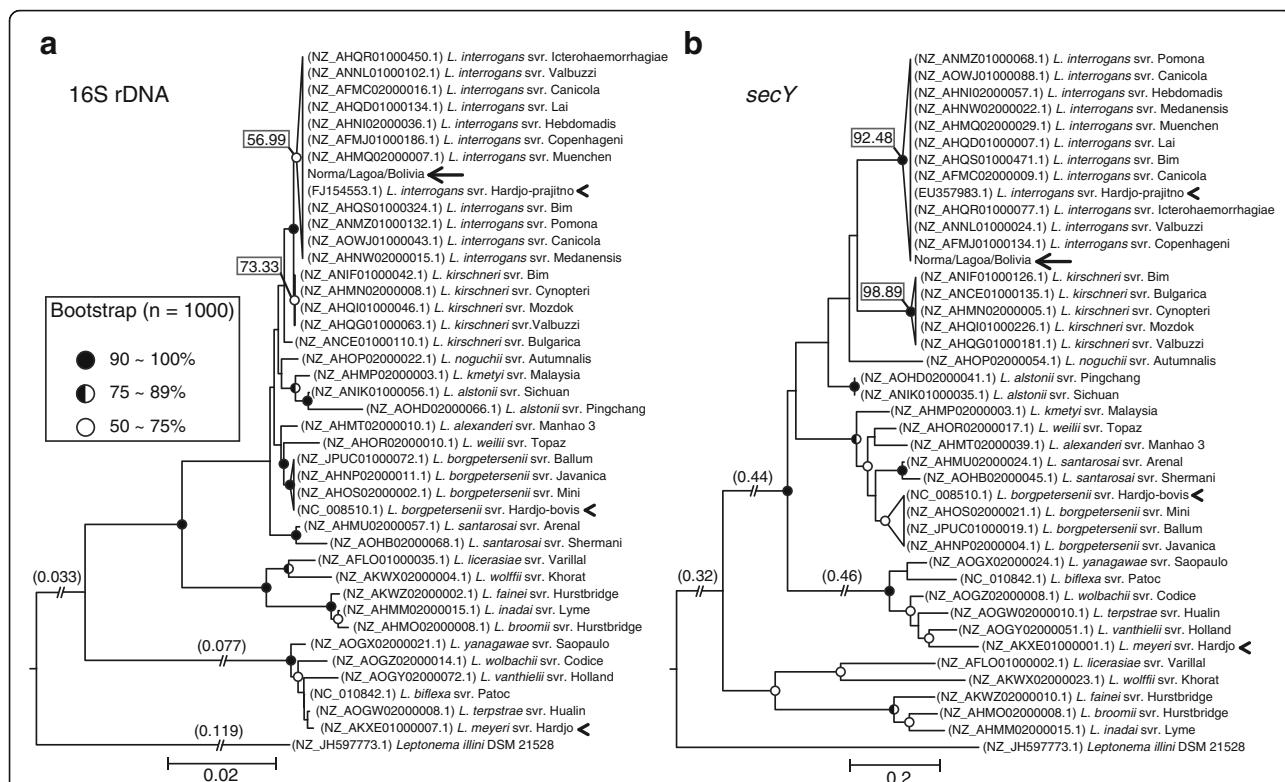 a
16S rDNA
(NZ_AHQR01000450.1) L. interrogans svr. Icterohaemorrhagiae
(NZ_ANNL01000102.1) L. interrogans svr. Valbuzzi
(NZ_AFMC02000016.1) L. interrogans svr. Canicola
(NZ_AHQD01000134.1) L. interrogans svr. Lai
(NZ_AHNI02000036.1) L. interrogans svr. Hebdomadis
(NZ_AFMJ01000186.1) L. interrogans svr. Copenhageni
56.99
(NZ_AHMQ02000007.1) L. interrogans svr. Muenchen
Norma/Lagoa/Bolivia
(FJ154553.1) L. interrogans svr. Hardjo-prajitno
(NZ_AHQS01000324.1) L. interrogans svr. Bim
(NZ_ANMZ01000132.1) L. interrogans svr. Pomona
(NZ_AOWJ01000043.1) L. interrogans svr. Canicola
(NZ_AHNW02000015.1) L. interrogans svr. Medanensis
73.33
(NZ_ANIF01000042.1) L. kirschneri svr. Bim
(NZ_AHMN02000008.1) L. kirschneri svr. Cynopteri
(NZ_AHQI01000046.1) L. kirschneri svr. Mozdok
(NZ_AHQG01000063.1) L. kirschneri svr.Valbuzzi
(NZ_ANCE01000110.1) L. kirschneri svr. Bulgarica
(NZ_AHOP02000022.1) L. noguchii svr. Autumnalis
(NZ_AHMP02000003.1) L. kmetyi svr. Malaysia
(NZ_ANIK01000056.1) L. alstonii svr. Sichuan
(NZ_AOHD02000066.1) L. alstonii svr. Pingchang
(NZ_AHMT02000010.1) L. alexanderi svr. Manhao 3
(NZ_AHOR02000010.1) L. weilii svr. Topaz
(NZ_JPUC01000072.1) L. borgpetersenii svr. Ballum
(NZ_AHNP02000011.1) L. borgpetersenii svr. Javanica
(NZ_AHOS02000002.1) L. borgpetersenii svr. Mini
(NC_008510.1) L. borgpetersenii svr. Hardjo-bovis
(NZ_AHMU02000057.1) L. santarosai svr. Arenal
(NZ_AOHB02000068.1) L. santarosai svr. Shermani
(NZ_AFLO01000035.1) L. licerasiae svr. Varillal
(NZ_AKWX02000004.1) L. wolffii svr. Khorat
(0.033)
(NZ_AKWZ02000002.1) L. fainei svr. Hurstbridge
(NZ_AHMM02000015.1) L. inadai svr. Lyme
(NZ_AHMO02000008.1) L. broomii svr. Hurstbridge
(0.077)
(NZ_AOGX02000021.1) L. yanagawae svr. Saopaulo
(NZ_AOGZ02000014.1) L. wolbachii svr. Codice
(NZ_AOGY02000072.1) L. vanthielii svr. Holland
(NC_010842.1) L. biflexa svr. Patoc
(NZ_AOGW02000008.1) L. terpstrae svr. Hualin
(NZ_AKXE01000007.1) L. meyeri svr. Hardjo
(0.119)
(NZ_JH597773.1) Leptonema illini DSM 21528
0.02
Bootstrap (n = 1000)
90 ~ 100%
75 ~ 89%
50 ~ 75%
b
secY
(NZ_ANMZ01000068.1) L. interrogans svr. Pomona
(NZ_AOWJ01000088.1) L. interrogans svr. Canicola
(NZ_AHNI02000057.1) L. interrogans svr. Hebdomadis
(NZ_AHNW02000022.1) L. interrogans svr. Medanensis
(NZ_AHMQ02000029.1) L. interrogans svr. Muenchen
92.48
(NZ_AHQD01000007.1) L. interrogans svr. Lai
(NZ_AHQS01000471.1) L. interrogans svr. Bim
(NZ_AFMC02000009.1) L. interrogans svr. Canicola
(EU357983.1) L. interrogans svr. Hardjo-prajitno
(NZ_AHQR01000077.1) L. interrogans svr. Icterohaemorrhagiae
(NZ_ANNL01000024.1) L. interrogans svr. Valbuzzi
(NZ_AFMJ01000134.1) L. interrogans svr. Copenhageni
Norma/Lagoa/Bolivia
(NZ_ANIF01000126.1) L. kirschneri svr. Bim
98.89
(NZ_ANCE01000135.1) L. kirschneri svr. Bulgarica
(NZ_AHMN02000005.1) L. kirschneri svr. Cynopteri
(NZ_AHQI01000226.1) L. kirschneri svr. Mozdok
(NZ_AHQG01000181.1) L. kirschneri svr. Valbuzzi
(NZ_AHOP02000054.1) L. noguchii svr. Autumnalis
(NZ_AOHD02000041.1) L. alstonii svr. Pingchang
(NZ_ANIK01000035.1) L. alstonii svr. Sichuan
(NZ_AHMP02000003.1) L. kmetyi svr. Malaysia
(NZ_AHOR02000017.1) L. weilii svr. Topaz
(NZ_AHMT02000039.1) L. alexanderi svr. Manhao 3
(NZ_AHMU02000024.1) L. santarosai svr. Arenal
(0.44)
(NZ_AOHB02000045.1) L. santarosai svr. Shermani
(NC_008510.1) L. borgpetersenii svr. Hardjo-bovis
(NZ_AHOS02000021.1) L. borgpetersenii svr. Mini
(NZ_JPUC01000019.1) L. borgpetersenii svr. Ballum
(NZ_AHNP02000004.1) L. borgpetersenii svr. Javanica
(NZ_AOGX02000024.1) L. yanagawae svr. Saopaulo
(0.32)
(0.46)
(NC_010842.1) L. biflexa svr. Patoc
(NZ_AOGZ02000008.1) L. wolbachii svr. Codice
(NZ_AOGW02000010.1) L. terpstrae svr. Hualin
(NZ_AOGY02000051.1) L. vanthielii svr. Holland
(NZ_AKXE01000001.1) L. meyeri svr. Hardjo
(NZ_AFLO01000002.1) L. licerasiae svr. Varillal
(NZ_AKWX02000023.1) L. wolffii svr. Khorat
(NZ_AKWZ02000010.1) L. fainei svr. Hurstbridge
(NZ_AHMO02000008.1) L. broomii svr. Hurstbridge
(NZ_AHMM02000015.1) L. inadai svr. Lyme
(NZ_JH597773.1) Leptonema illini DSM 21528
0.2